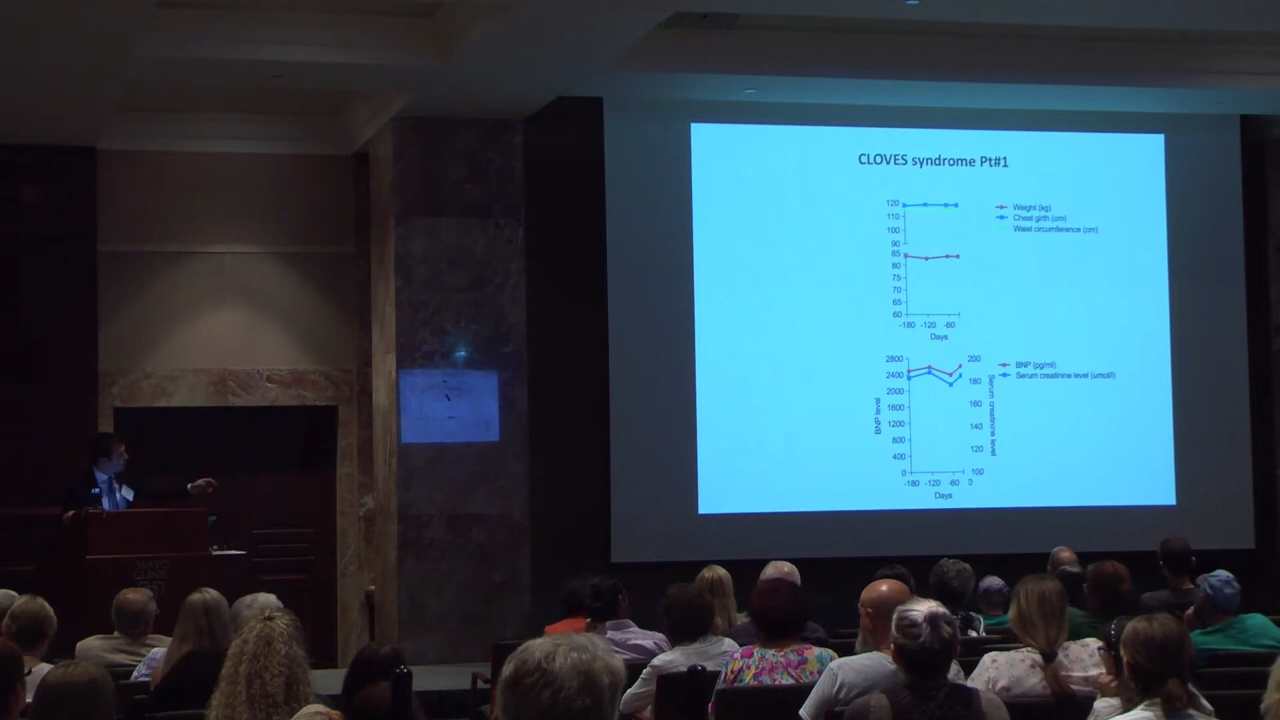 CLOVES syndrome Pt#1
120
110
100
90
85
80
75
70
65
60
-180 -120 -60
Days
Weight (kg)
Chest girth (cm)
Waist circumference (cm)
2800
2400
2000
1600
1200
800
400
0
BNP level
200
180
160
140
120
100
Serum creatinine level
-180 -120 -60 0
Days
BNP (pg/ml)
Serum creatinine level (umol/l)
MAYO
CLINIC